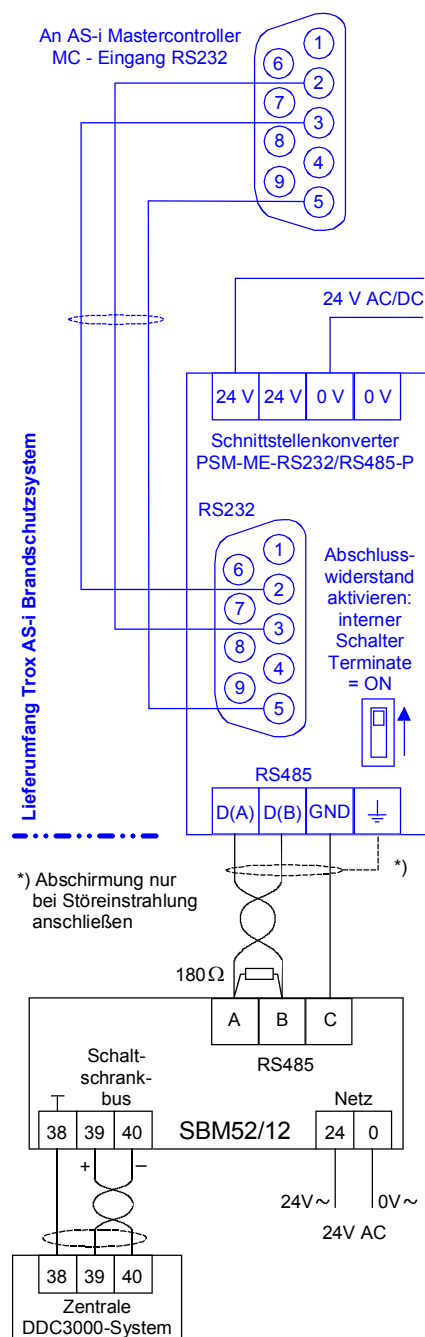 An AS-i Mastercontroller
MC - Eingang RS232
1
6
2
7
3
8
4
9
5
24 V AC/DC
24 V 24 V 0 V 0 V
Schnittstellenkonverter
PSM-ME-RS232/RS485-P
RS232
1
6
2
7
3
8
4
9
5
Abschluss-
widerstand
aktivieren:
interner
Schalter
Terminate
= ON
Lieferumfang Trox AS-i Brandschutzsystem
RS485
D(A) D(B) GND
*) Abschirmung nur
bei Störeinstrahlung
anschließen
*)
180Ω
A B C
RS485
Schalt-
schrank-
bus
Netz
38 39 40
SBM52/12
24 0
+ –
24V~ 0V~
24V AC
38 39 40
Zentrale
DDC3000-System